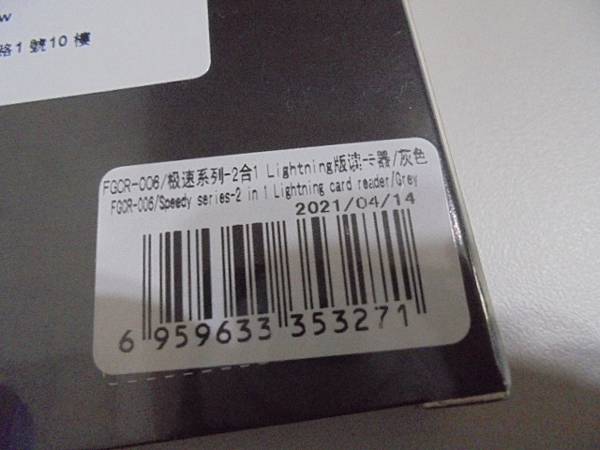 w
路1號10樓
FGCR-006/极速系列-2合1 Lightning版读卡器/灰色
FGCR-006/Speedy series-2 in 1 Lightning card reader/Grey
2021/04/14
6 959633 353271